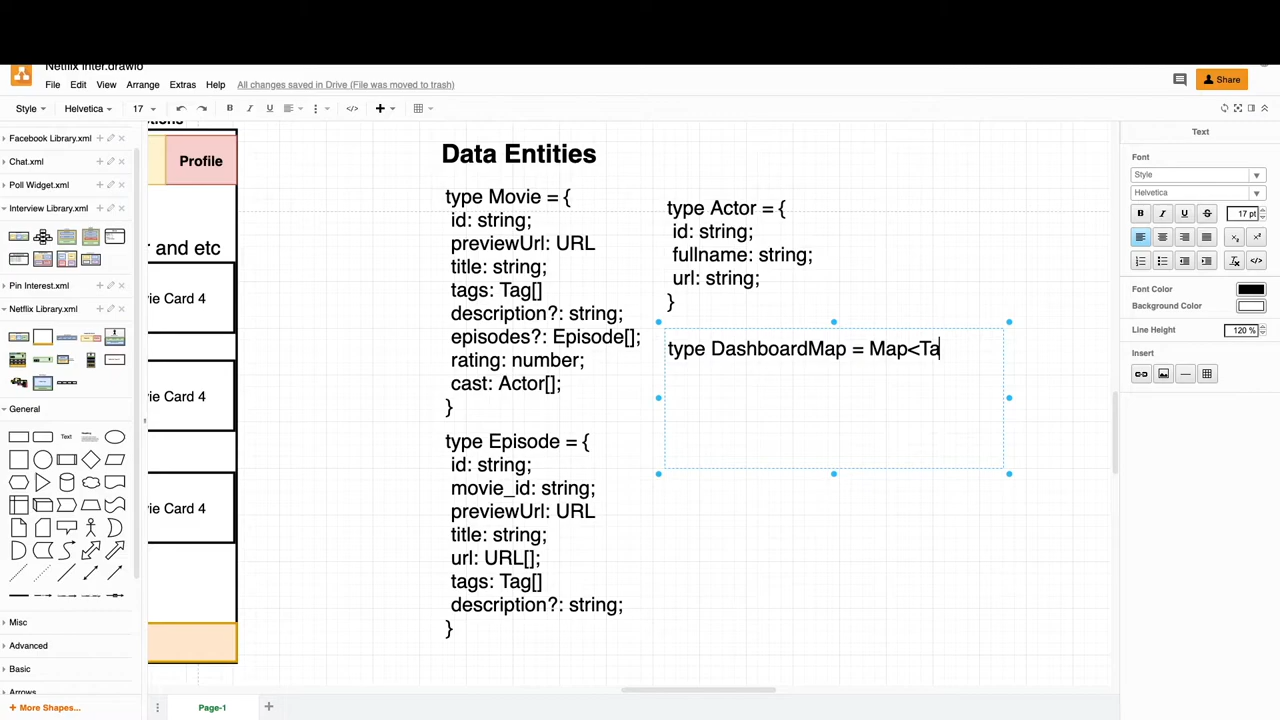 Netflix Inter.drawio
File Edit View Arrange Extras Help All changes saved in Drive (File was moved to trash)
Share
Style Helvetica 17 B I U
Facebook Library.xml
Chat.xml
Poll Widget.xml
Interview Library.xml
Pin Interest.xml
Netflix Library.xml
General
Text
Misc
Advanced
Basic
Arrows
+ More Shapes...
Profile
r and etc
vie Card 4
vie Card 4
vie Card 4
Data Entities
type Movie = {
id: string;
previewUrl: URL
title: string;
tags: Tag[]
description?: string;
episodes?: Episode[];
rating: number;
cast: Actor[];
}
type Episode = {
id: string;
movie_id: string;
previewUrl: URL
title: string;
url: URL[];
tags: Tag[]
description?: string;
}
type Actor = {
id: string;
fullname: string;
url: string;
}
type DashboardMap = Map<Ta
Text
Font
Style
Helvetica
B I U S 17 pt
Font Color
Background Color
Line Height 120 %
Insert
Page-1